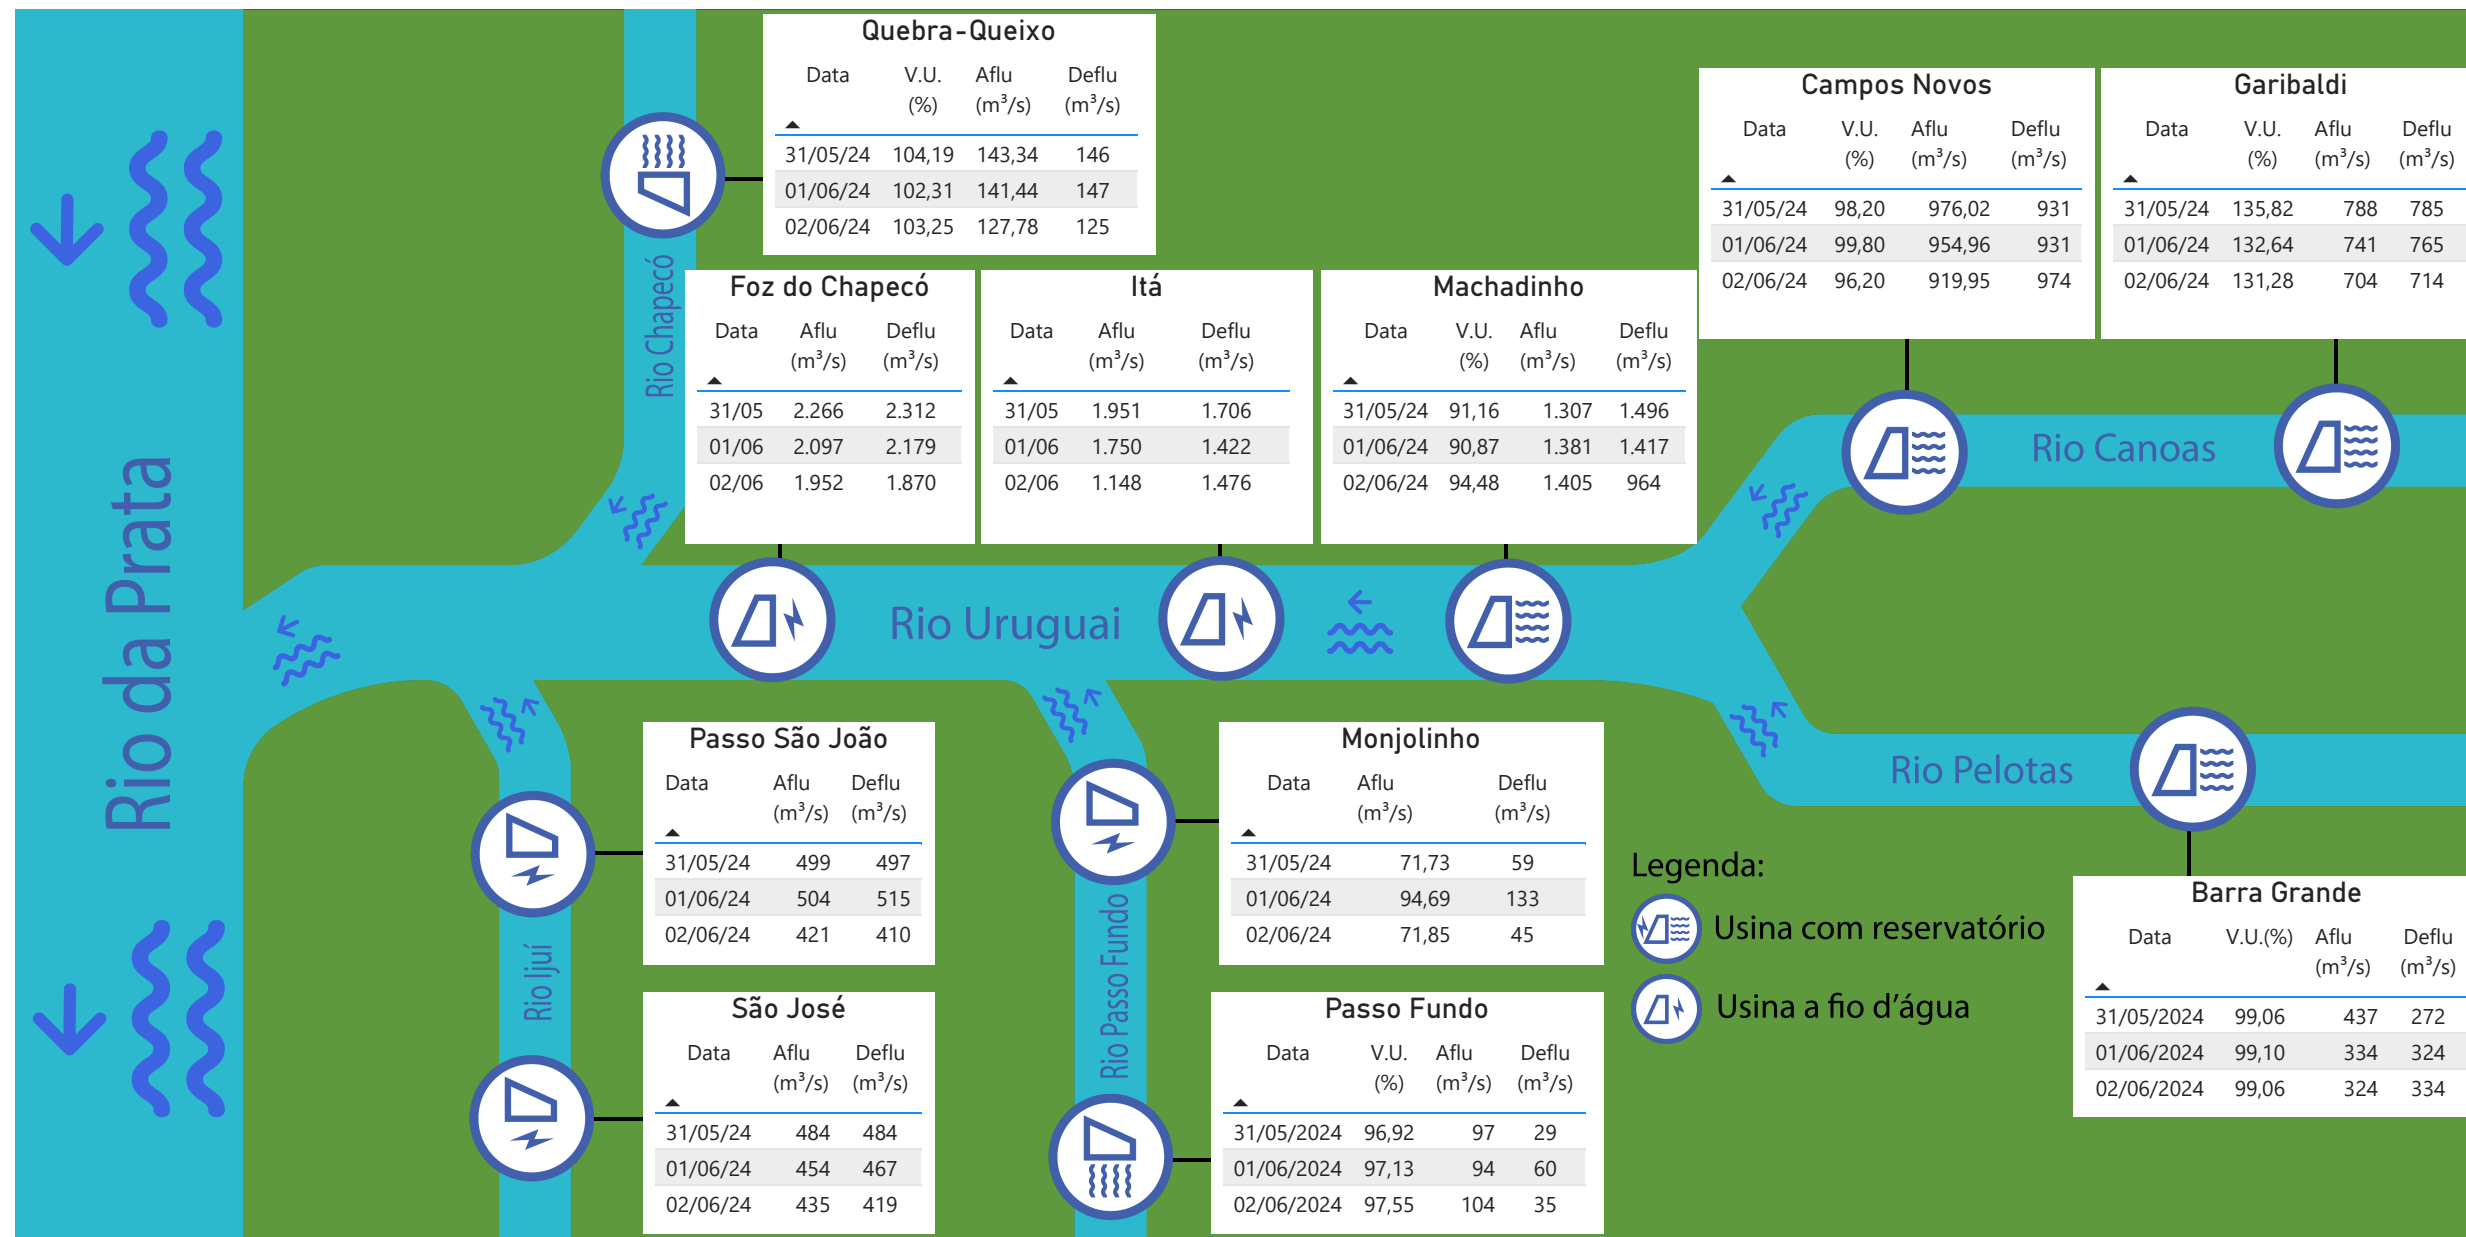 Quebra-Queixo
Data V.U. Aflu Deflu
(%) (m³/s) (m³/s)
31/05/24 104,19 143,34 146
01/06/24 102,31 141,44 147
02/06/24 103,25 127,78 125
Campos Novos
Data V.U. Aflu Deflu
(%) (m³/s) (m³/s)
31/05/24 98,20 976,02 931
01/06/24 99,80 954,96 931
02/06/24 96,20 919,95 974
Garibaldi
Data V.U. Aflu Deflu
(%) (m³/s) (m³/s)
31/05/24 135,82 788 785
01/06/24 132,64 741 765
02/06/24 131,28 704 714
Rio Chapecó
Foz do Chapecó
Data Aflu Deflu
(m³/s) (m³/s)
31/05 2.266 2.312
01/06 2.097 2.179
02/06 1.952 1.870
Itá
Data Aflu Deflu
(m³/s) (m³/s)
31/05 1.951 1.706
01/06 1.750 1.422
02/06 1.148 1.476
Machadinho
Data V.U. Aflu Deflu
(%) (m³/s) (m³/s)
31/05/24 91,16 1.307 1.496
01/06/24 90,87 1.381 1.417
02/06/24 94,48 1.405 964
Rio Canoas
Rio da Prata
Rio Uruguai
Rio Pelotas
Passo São João
Data Aflu Deflu
(m³/s) (m³/s)
31/05/24 499 497
01/06/24 504 515
02/06/24 421 410
Monjolinho
Data Aflu Deflu
(m³/s) (m³/s)
31/05/24 71,73 59
01/06/24 94,69 133
02/06/24 71,85 45
Legenda:
Usina com reservatório
Usina a fio d’água
Barra Grande
Data V.U.(%) Aflu Deflu
(m³/s) (m³/s)
31/05/2024 99,06 437 272
01/06/2024 99,10 334 324
02/06/2024 99,06 324 334
Rio Ijuí
São José
Data Aflu Deflu
(m³/s) (m³/s)
31/05/24 484 484
01/06/24 454 467
02/06/24 435 419
Rio Passo Fundo
Passo Fundo
Data V.U. Aflu Deflu
(%) (m³/s) (m³/s)
31/05/2024 96,92 97 29
01/06/2024 97,13 94 60
02/06/2024 97,55 104 35